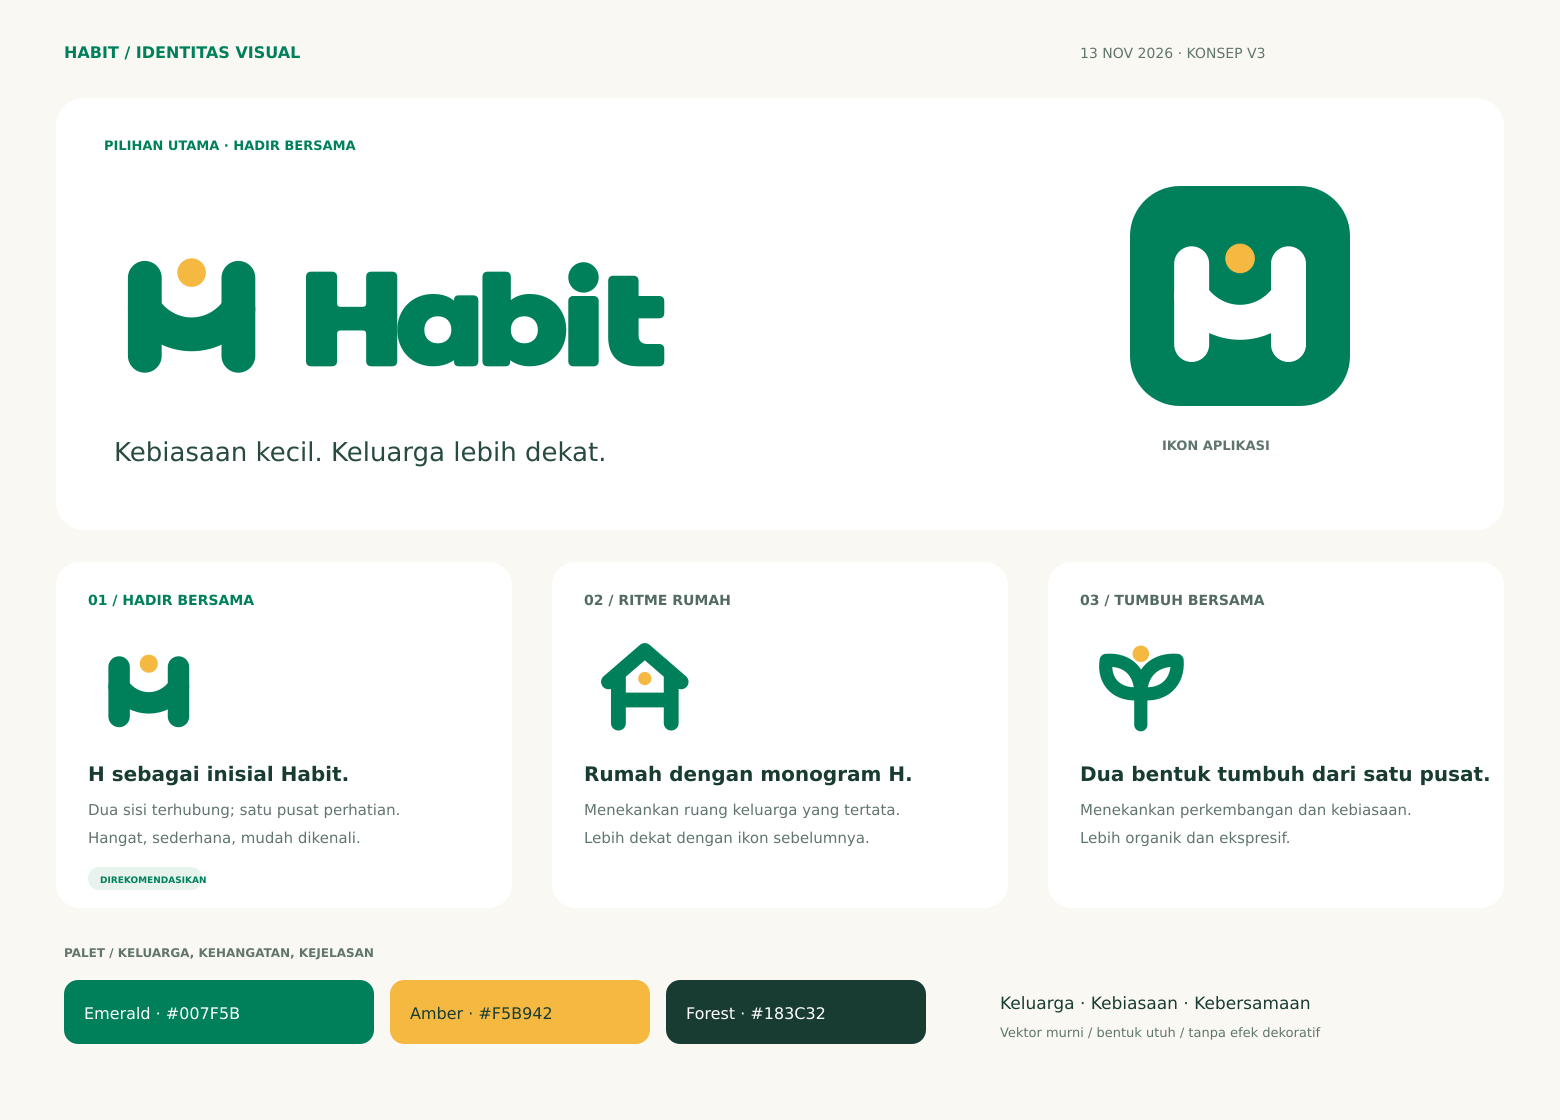 HABIT / IDENTITAS VISUAL
13 NOV 2026 · KONSEP V3
PILIHAN UTAMA · HADIR BERSAMA
Habit
Kebiasaan kecil. Keluarga lebih dekat.
IKON APLIKASI
01 / HADIR BERSAMA
H sebagai inisial Habit.
Dua sisi terhubung; satu pusat perhatian.
Hangat, sederhana, mudah dikenali.
DIREKOMENDASIKAN
02 / RITME RUMAH
Rumah dengan monogram H.
Menekankan ruang keluarga yang tertata.
Lebih dekat dengan ikon sebelumnya.
03 / TUMBUH BERSAMA
Dua bentuk tumbuh dari satu pusat.
Menekankan perkembangan dan kebiasaan.
Lebih organik dan ekspresif.
PALET / KELUARGA, KEHANGATAN, KEJELASAN
Emerald · #007F5B
Amber · #F5B942
Forest · #183C32
Keluarga · Kebiasaan · Kebersamaan
Vektor murni / bentuk utuh / tanpa efek dekoratif